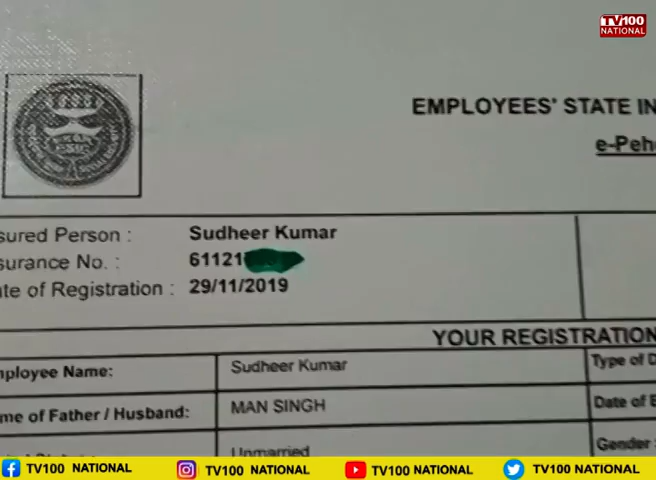 TV100
NATIONAL
EMPLOYEES' STATE IN
e-Peh
sured Person : Sudheer Kumar
surance No. : 61121
te of Registration : 29/11/2019
YOUR REGISTRATION
mployee Name: Sudheer Kumar Type of D
me of Father / Husband: MAN SINGH Date of B
Unmarried Gender
TV100 NATIONAL TV100 NATIONAL TV100 NATIONAL TV100 NATIONAL